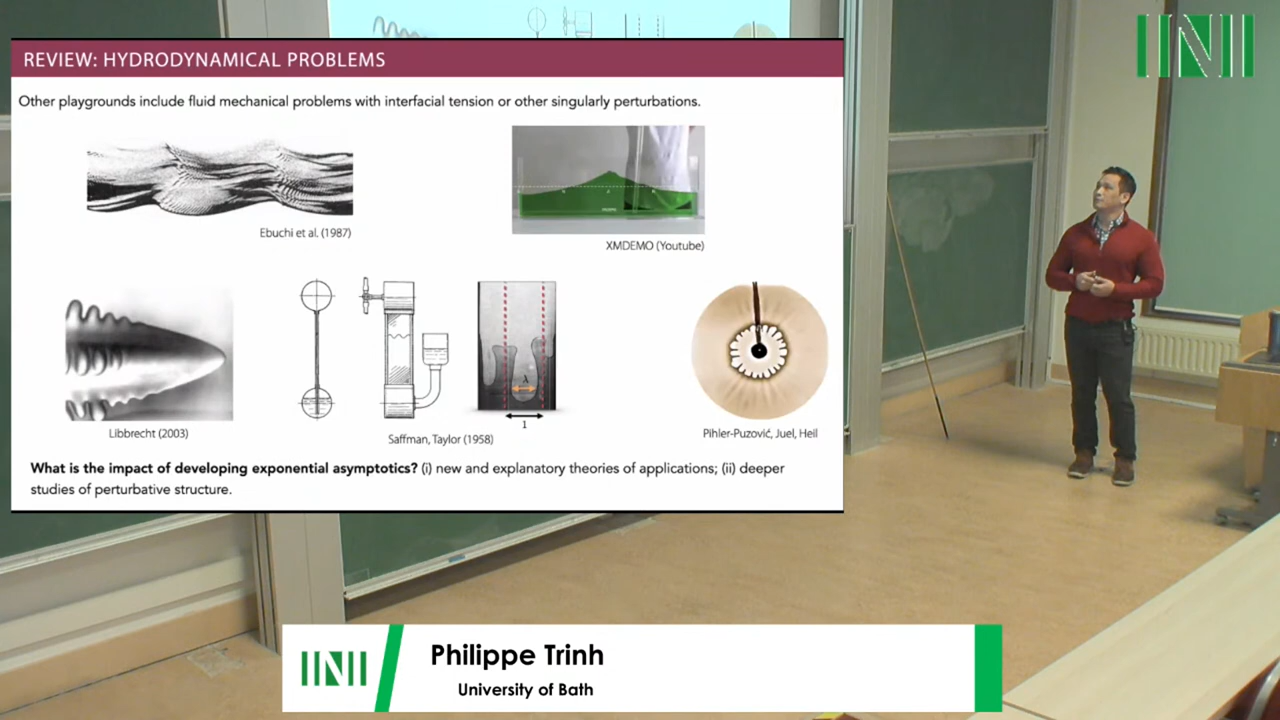 REVIEW: HYDRODYNAMICAL PROBLEMS
Other playgrounds include fluid mechanical problems with interfacial tension or other singularly perturbations.
Ebuchi et al. (1987)
XMDEMO (Youtube)
λ
1
Libbrecht (2003)
Saffman, Taylor (1958)
Pihler-Puzović, Juel, Heil
What is the impact of developing exponential asymptotics? (i) new and explanatory theories of applications; (ii) deeper
studies of perturbative structure.
INI
INI
Philippe Trinh
University of Bath